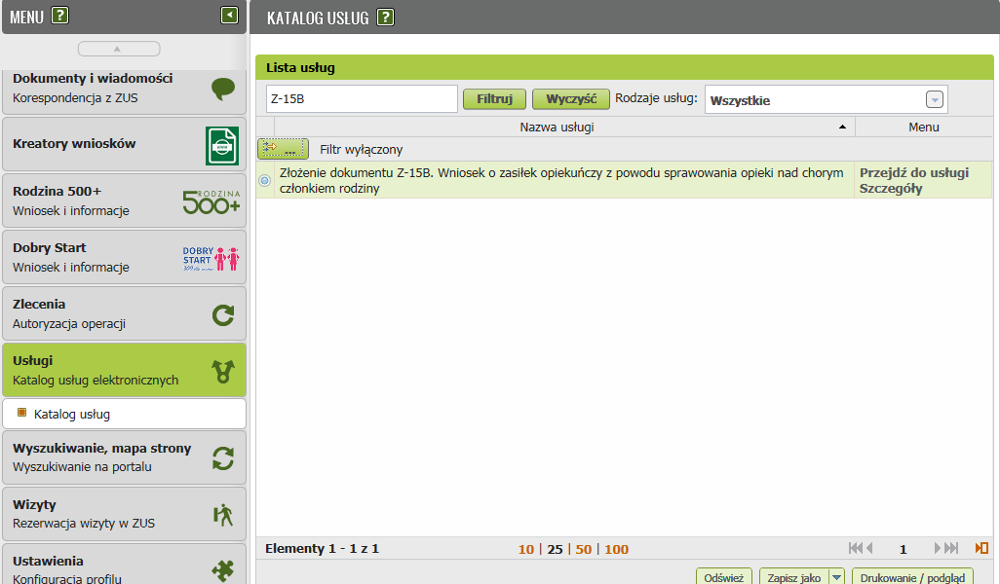 MENU ?
KATALOG USŁUG ?
Dokumenty i wiadomości
Korespondencja z ZUS
Kreatory wniosków
Rodzina 500+
Wniosek i informacje
RODZINA
500+
Dobry Start
Wniosek i informacje
DOBRY
START
Zlecenia
Autoryzacja operacji
Usługi
Katalog usług elektronicznych
Katalog usług
Wyszukiwanie, mapa strony
Wyszukiwanie na portalu
Wizyty
Rezerwacja wizyty w ZUS
Ustawienia
Konfiguracja profilu
Lista usług
Z-15B Filtruj Wyczyść Rodzaje usług: Wszystkie
Nazwa usługi Menu
... Filtr wyłączony
Złożenie dokumentu Z-15B. Wniosek o zasiłek opiekuńczy z powodu sprawowania opieki nad chorym Przejdź do usługi
członkiem rodziny Szczegóły
Elementy 1 - 1 z 1 10 | 25 | 50 | 100 1
Odśwież Zapisz jako Drukowanie / podgląd